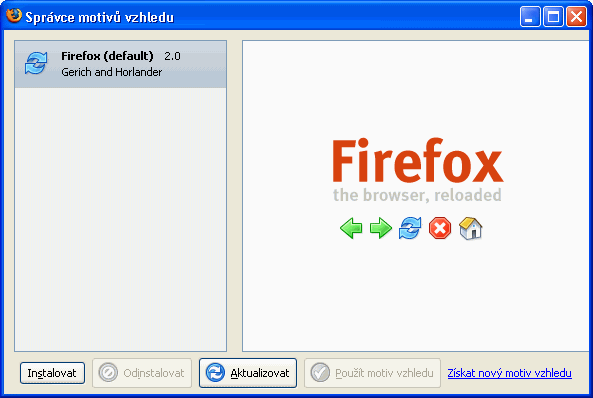 Správce motivů vzhledu
Firefox (default) 2.0
Gerich and Horlander
Firefox
the browser, reloaded
Instalovat
Odinstalovat
Aktualizovat
Použít motiv vzhledu
Získat nový motiv vzhledu